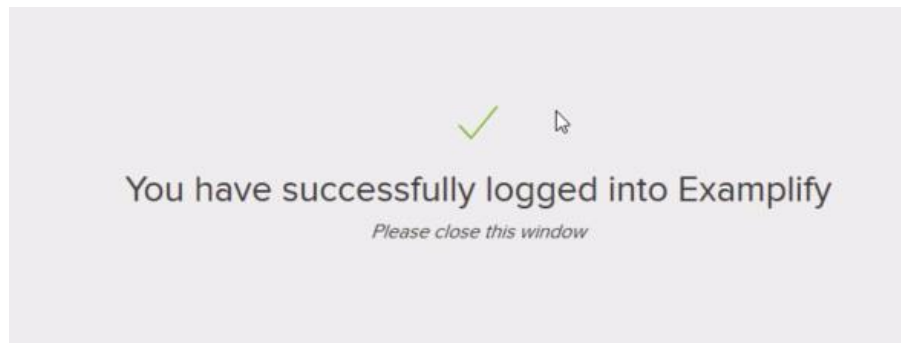 You have successfully logged into Examplify
Please close this window